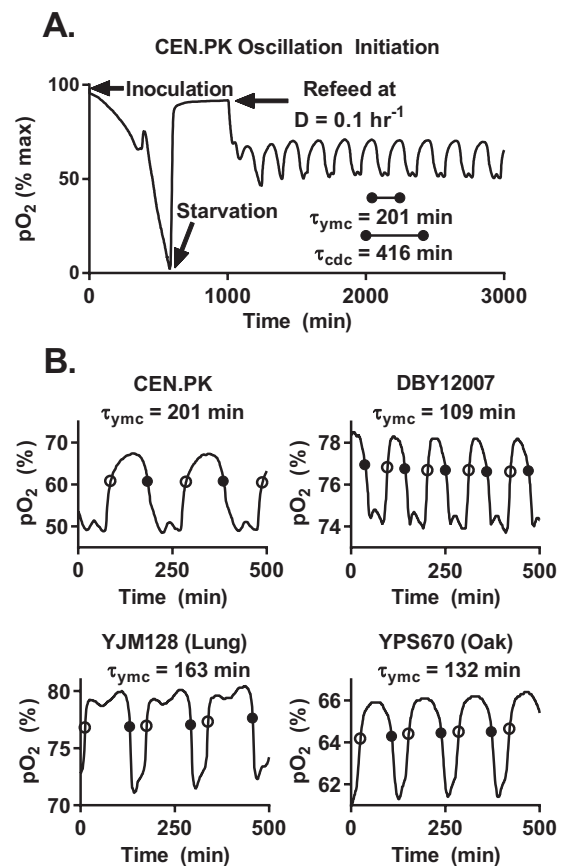 A.
CEN.PK Oscillation Initiation
100
50
0
pO2 (% max)
Inoculation
Refeed at
D = 0.1 hr-1
Starvation
τymc = 201 min
τcdc = 416 min
0 1000 2000 3000
Time (min)
B.
CEN.PK
τymc = 201 min
70
60
50
pO2 (%)
0 500
Time (min)
DBY12007
τymc = 109 min
78
76
74
pO2 (%)
0 250 500
Time (min)
YJM128 (Lung)
τymc = 163 min
80
75
70
pO2 (%)
0 250 500
Time (min)
YPS670 (Oak)
τymc = 132 min
66
64
62
pO2 (%)
0 250 500
Time (min)